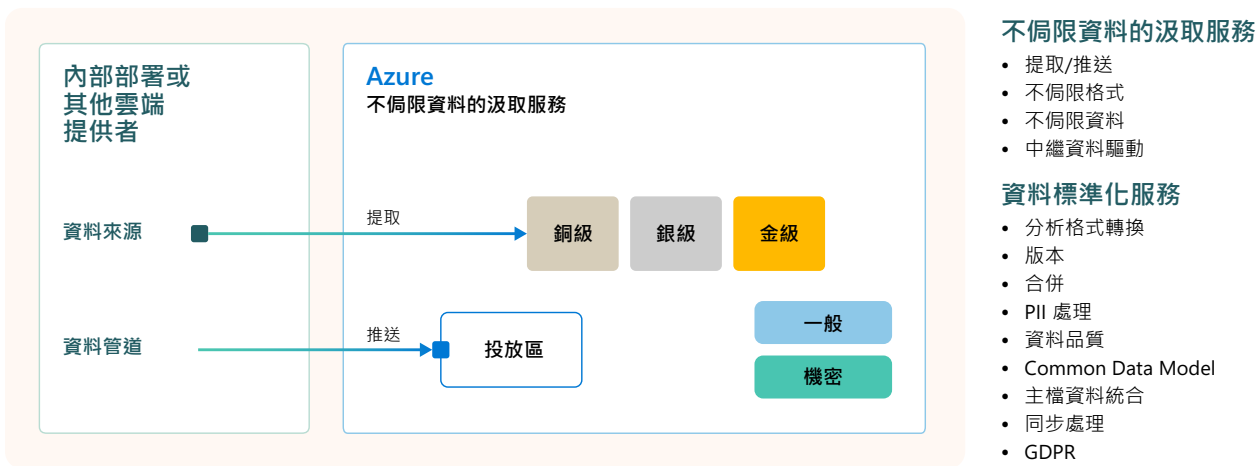 內部部署或
其他雲端
提供者
資料來源
資料管道
Azure
不侷限資料的汲取服務
提取
銅級
銀級
金級
推送
投放區
一般
機密
不侷限資料的汲取服務
• 提取/推送
• 不侷限格式
• 不侷限資料
• 中繼資料驅動
資料標準化服務
• 分析格式轉換
• 版本
• 合併
• PII 處理
• 資料品質
• Common Data Model
• 主檔資料統合
• 同步處理
• GDPR